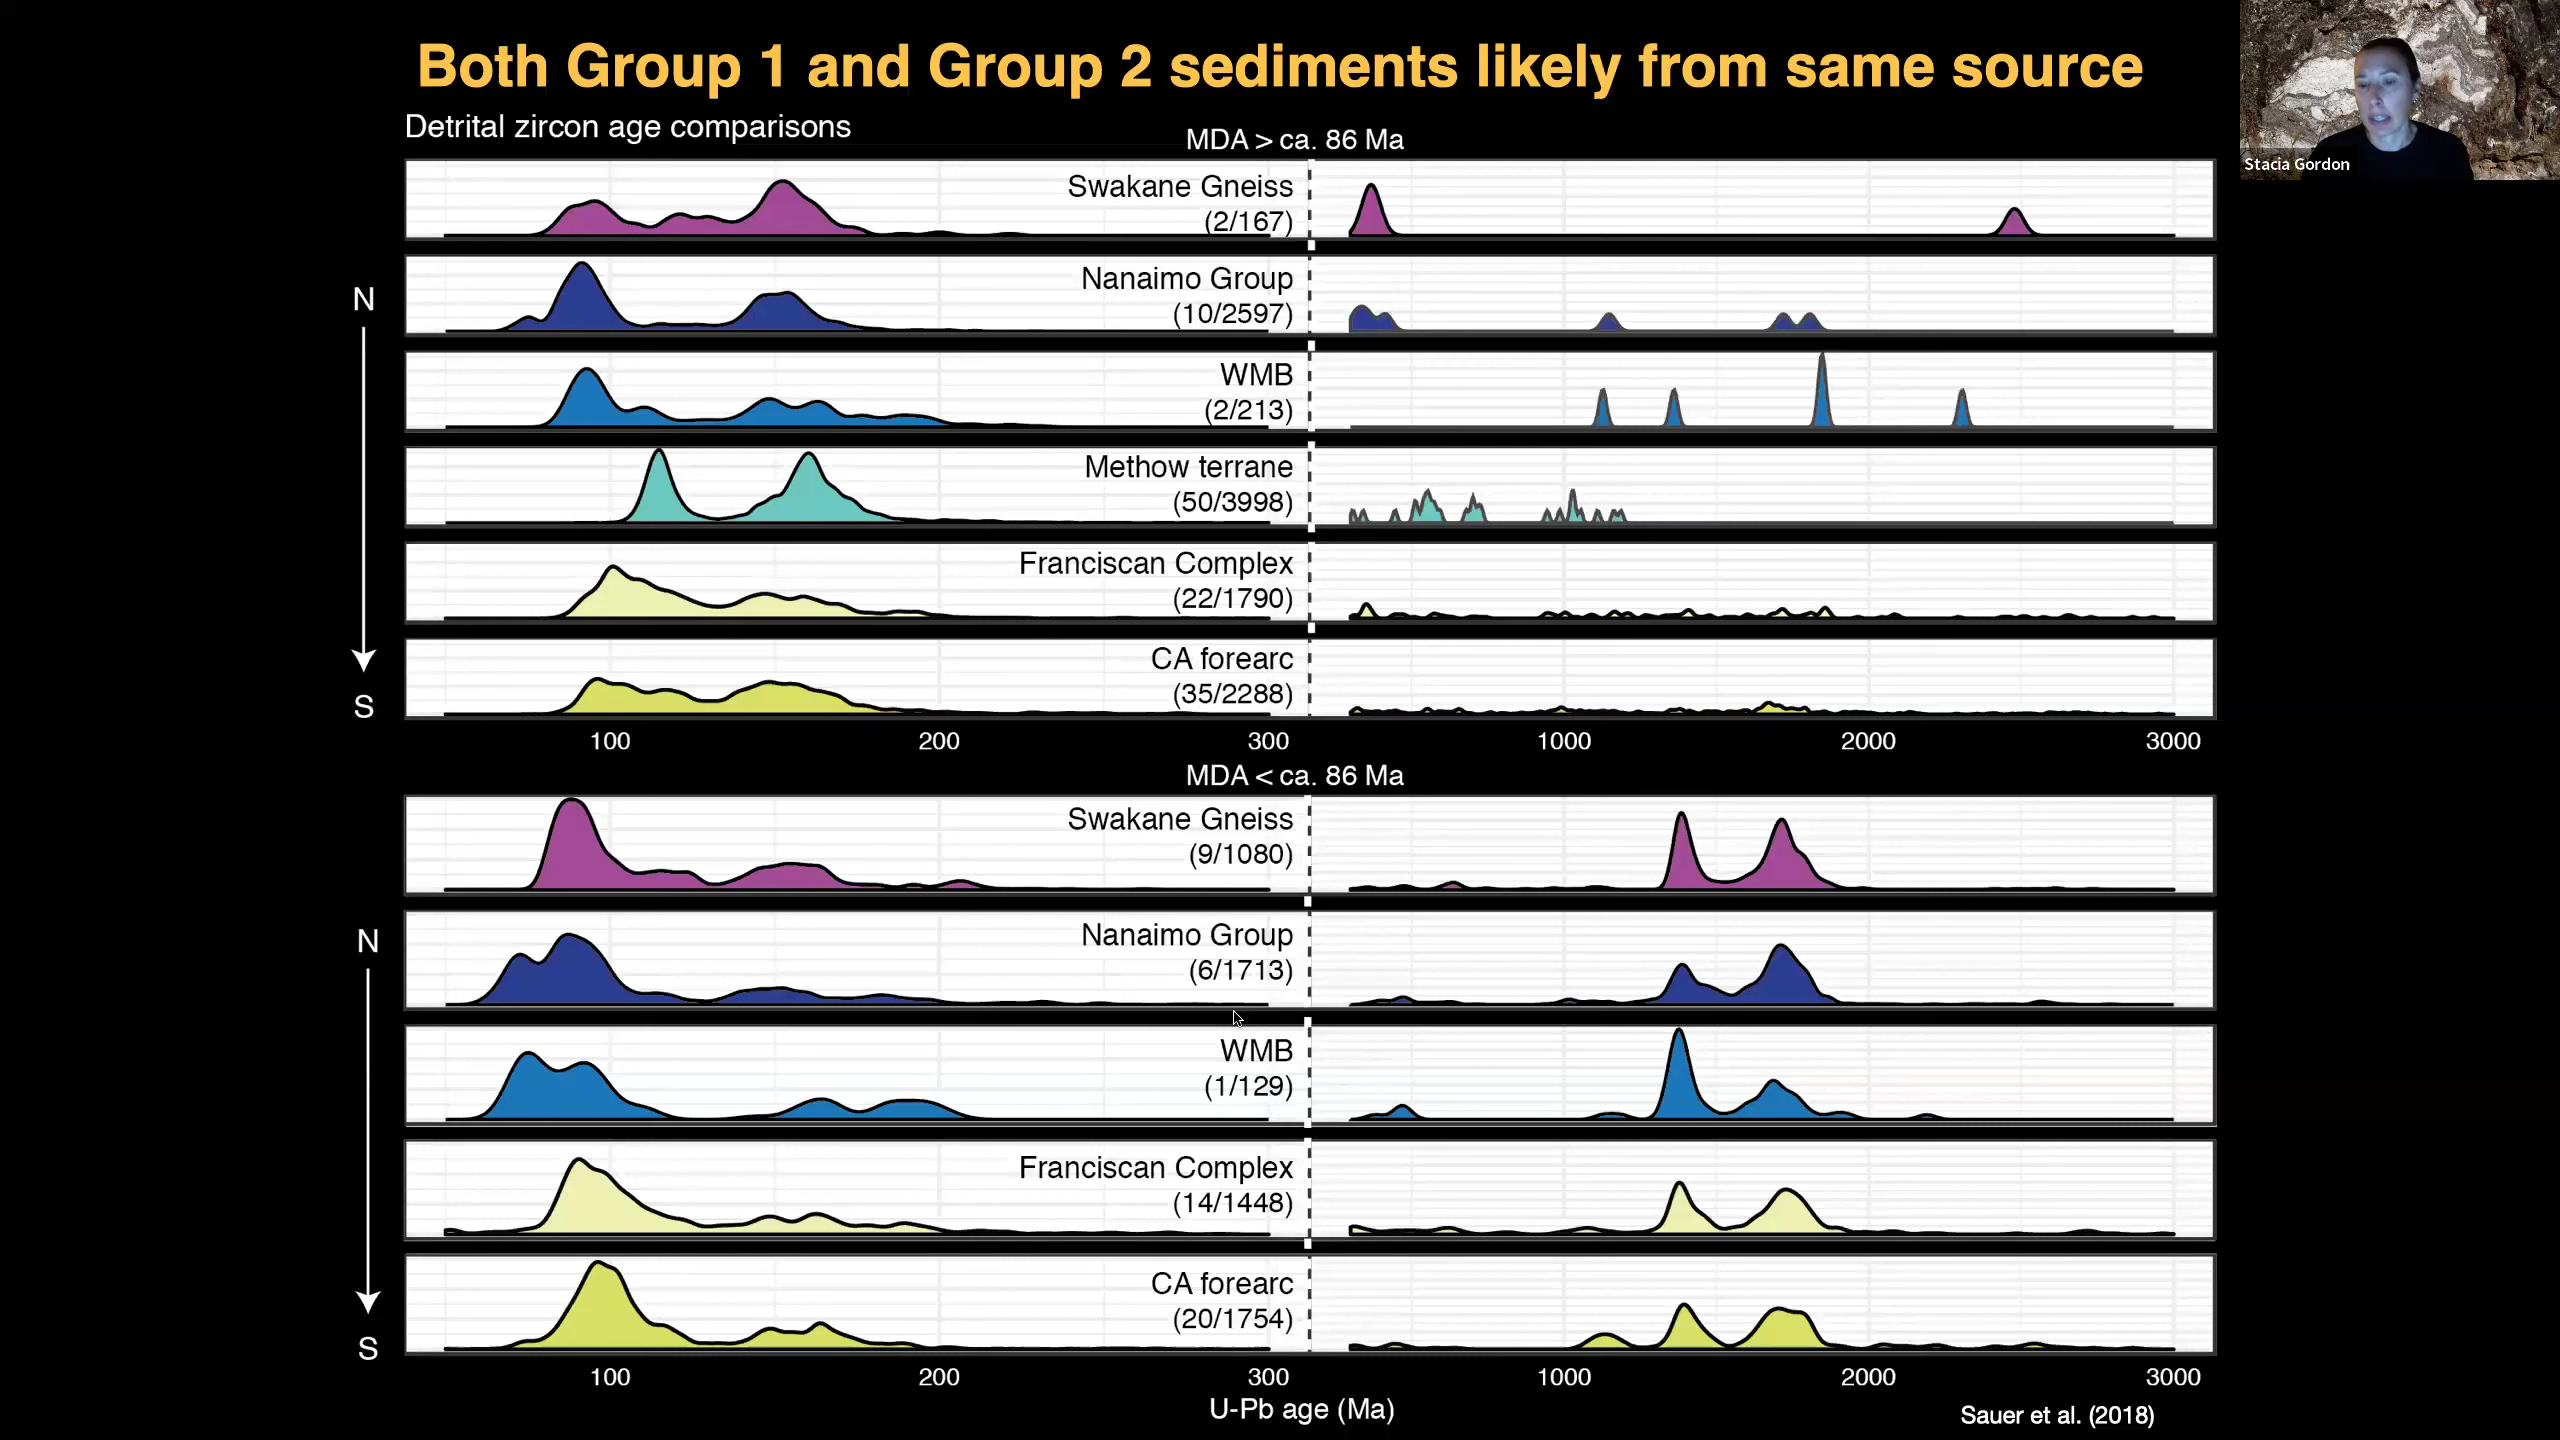 Both Group 1 and Group 2 sediments likely from same source
Stacia Gordon
Detrital zircon age comparisons
MDA > ca. 86 Ma
N
S
Swakane Gneiss
(2/167)
Nanaimo Group
(10/2597)
WMB
(2/213)
Methow terrane
(50/3998)
Franciscan Complex
(22/1790)
CA forearc
(35/2288)
100 200 300 1000 2000 3000
MDA < ca. 86 Ma
N
S
Swakane Gneiss
(9/1080)
Nanaimo Group
(6/1713)
WMB
(1/129)
Franciscan Complex
(14/1448)
CA forearc
(20/1754)
100 200 300 1000 2000 3000
U-Pb age (Ma)
Sauer et al. (2018)